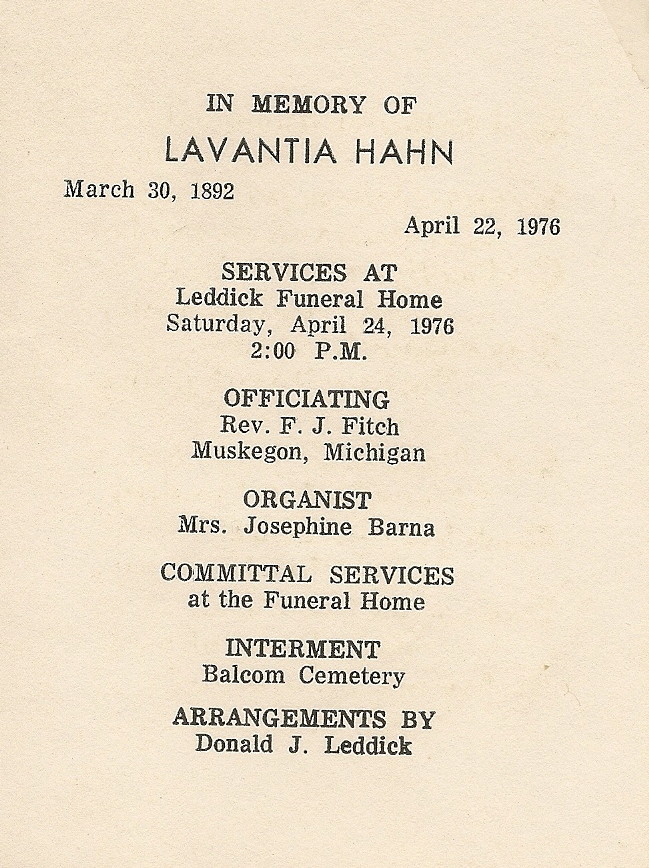 IN MEMORY OF
LAVANTIA HAHN
March 30, 1892
April 22, 1976
SERVICES AT
Leddick Funeral Home
Saturday, April 24, 1976
2:00 P.M.
OFFICIATING
Rev. F. J. Fitch
Muskegon, Michigan
ORGANIST
Mrs. Josephine Barna
COMMITTAL SERVICES
at the Funeral Home
INTERMENT
Balcom Cemetery
ARRANGEMENTS BY
Donald J. Leddick